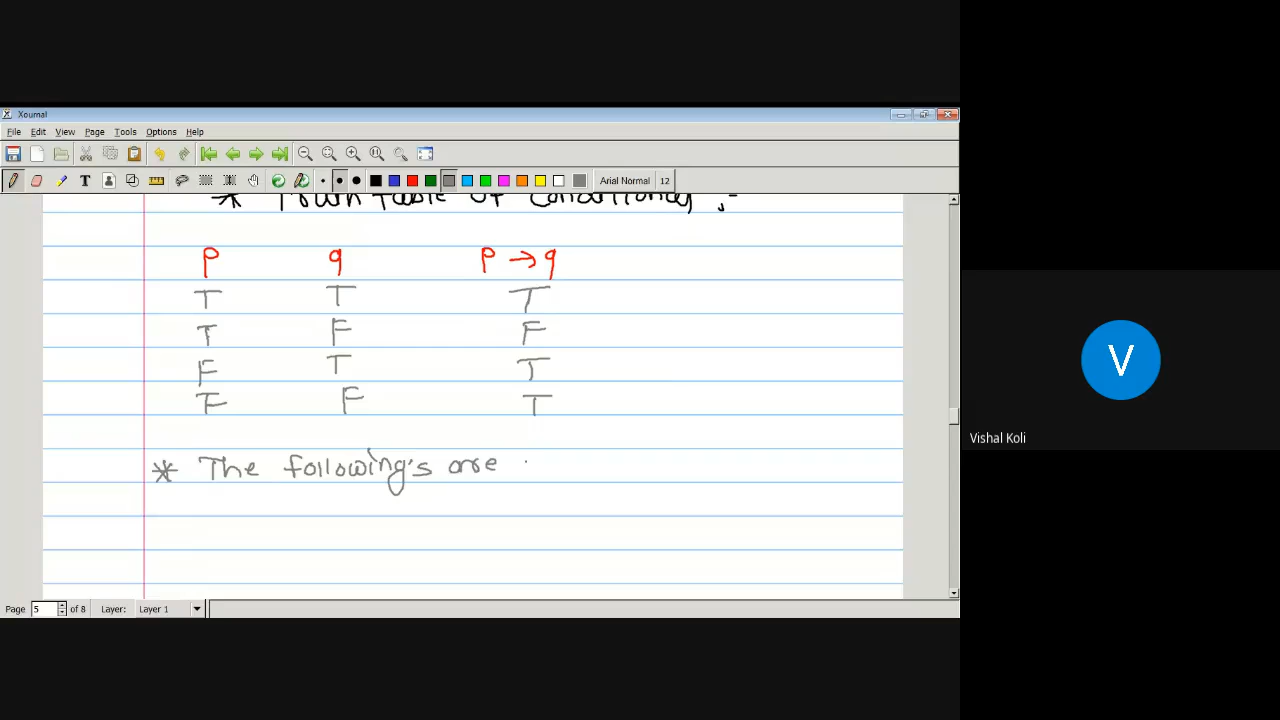 Xournal
File Edit View Page Tools Options Help
Arial Normal 12
* Truth table of conditional :-
p q p → q
T T T
T F F
F T T
F F T
* The following's are
Page 5 of 8 Layer: Layer 1
V
Vishal Koli